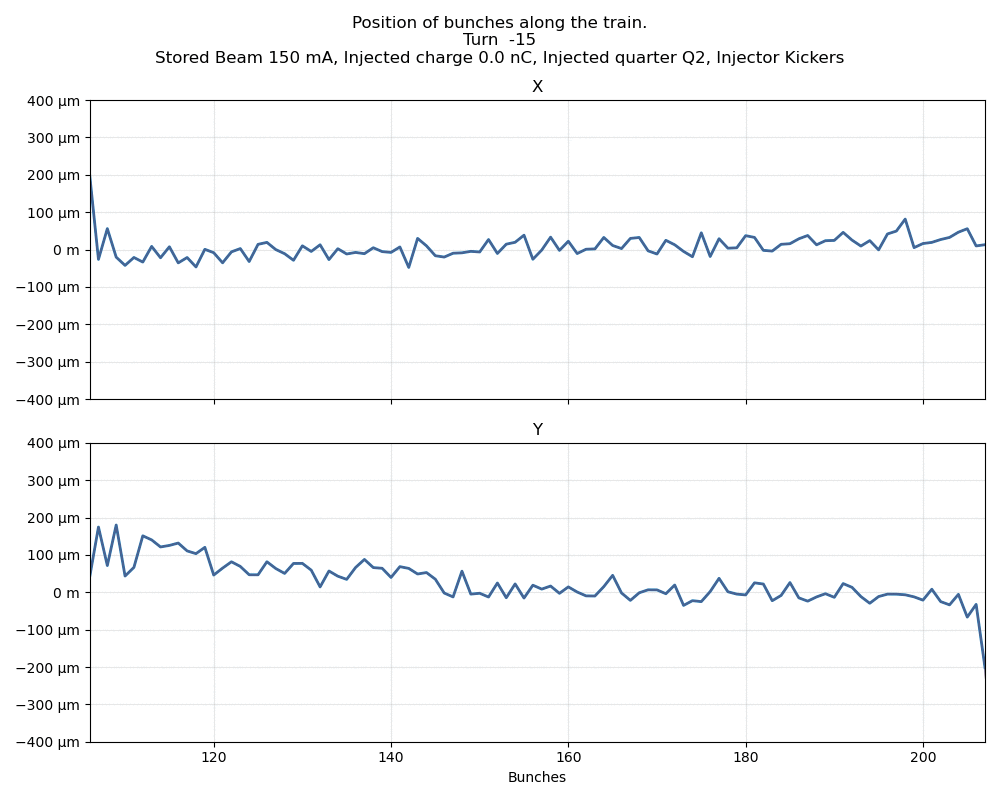 Position of bunches along the train.
Turn  -15
Stored Beam 150 mA, Injected charge 0.0 nC, Injected quarter Q2, Injector Kickers
X
400 µm
300 µm
200 µm
100 µm
0 m
−100 µm
−200 µm
−300 µm
−400 µm
Y
400 µm
300 µm
200 µm
100 µm
0 m
−100 µm
−200 µm
−300 µm
−400 µm
120 140 160 180 200
Bunches